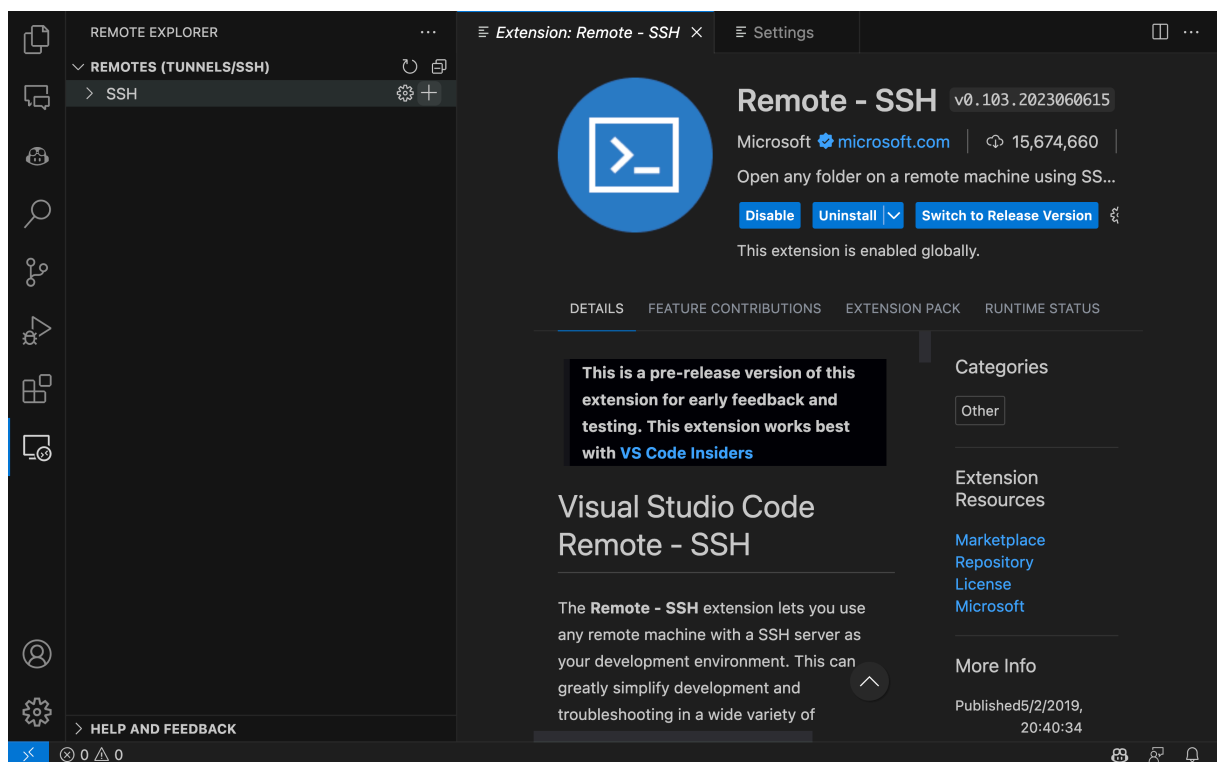 REMOTE EXPLORER
REMOTES (TUNNELS/SSH)
SSH
HELP AND FEEDBACK
Extension: Remote - SSH
Settings
Remote - SSH v0.103.2023060615
Microsoft microsoft.com 15,674,660
Open any folder on a remote machine using SS...
Disable Uninstall Switch to Release Version
This extension is enabled globally.
DETAILS FEATURE CONTRIBUTIONS EXTENSION PACK RUNTIME STATUS
This is a pre-release version of this
extension for early feedback and
testing. This extension works best
with VS Code Insiders
Visual Studio Code
Remote - SSH
The Remote - SSH extension lets you use
any remote machine with a SSH server as
your development environment. This can
greatly simplify development and
troubleshooting in a wide variety of
Categories
Other
Extension
Resources
Marketplace
Repository
License
Microsoft
More Info
Published5/2/2019,
20:40:34
0 0